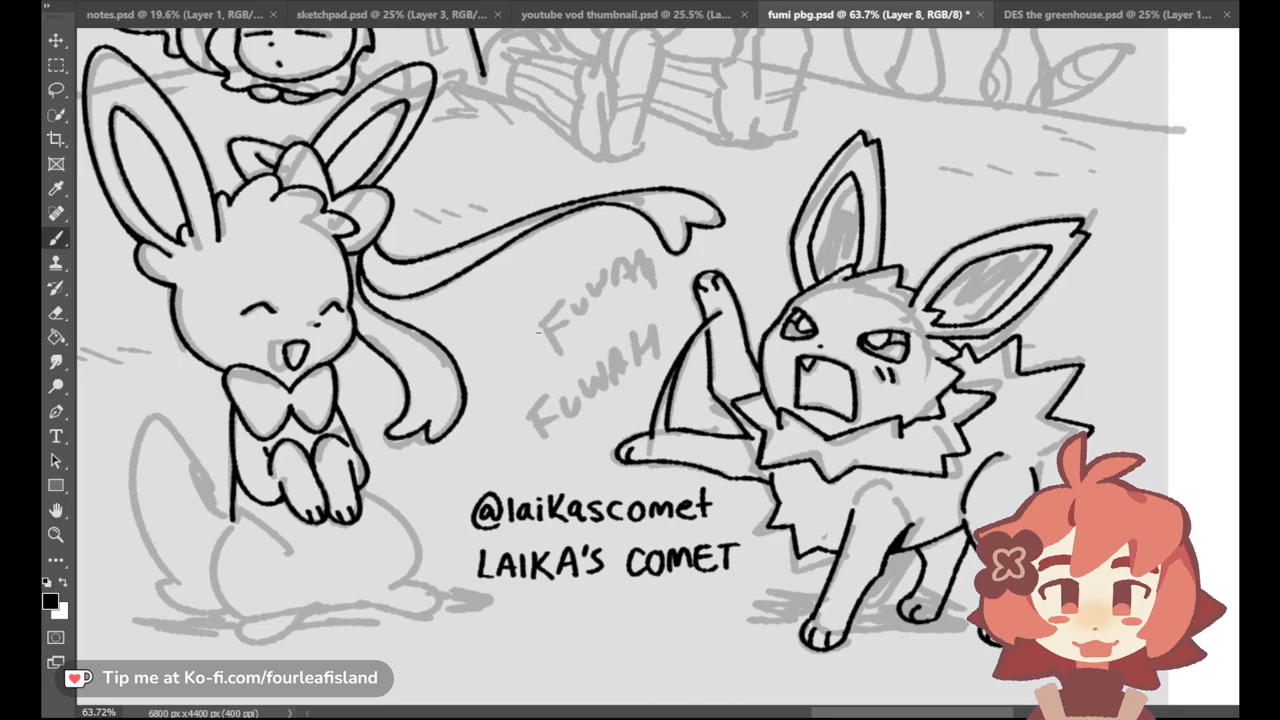 notes.psd @ 19.6% (Layer 1, RGB/...
sketchpad.psd @ 25% (Layer 3, RGB/...
youtube vod thumbnail.psd @ 25.5% (La...
fumi pbg.psd @ 63.7% (Layer 8, RGB/8) *
DES the greenhouse.psd @ 25% (Layer 1...
FUWAH
FUWAH
@laikascomet
LAIKA'S COMET
Tip me at Ko-fi.com/fourleafisland
63.72%
6800 px x 4400 px (400 ppi)